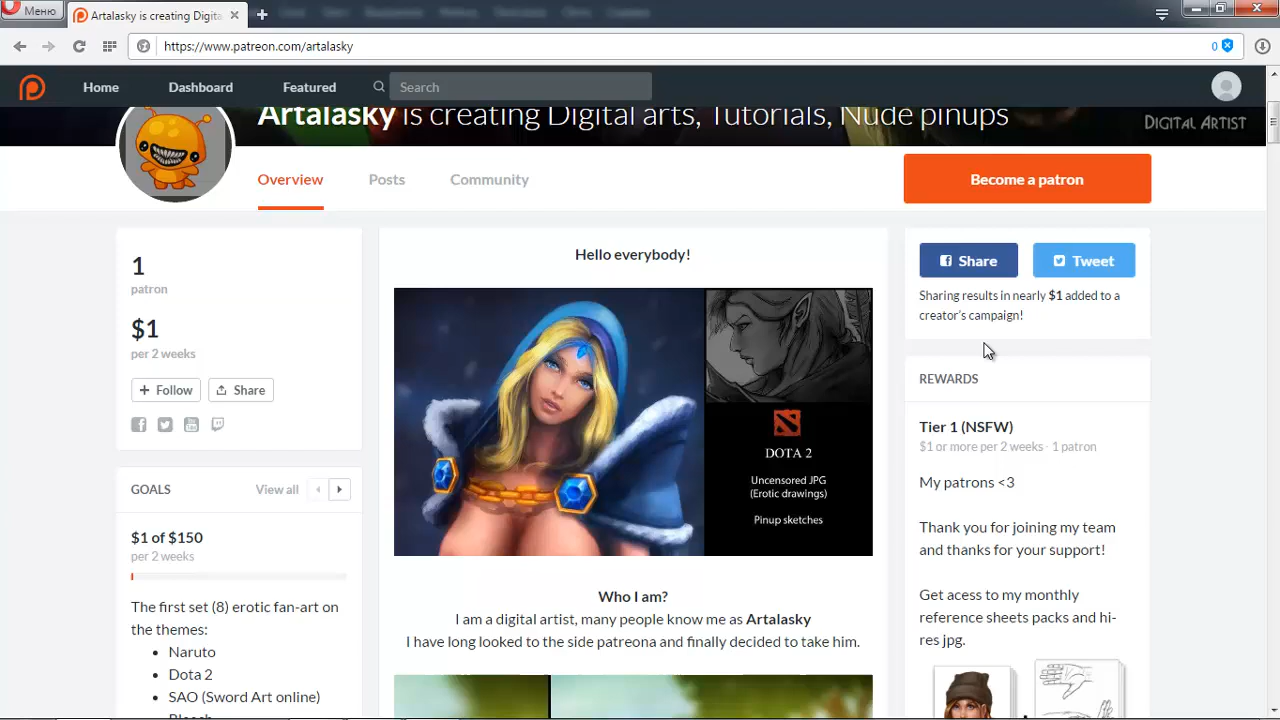 Меню
Artalasky is creating Digita
https://www.patreon.com/artalasky
0
Home
Dashboard
Featured
Search
Artalasky is creating Digital arts, Tutorials, Nude pinups
DIGITAL ARTIST
Overview
Posts
Community
Become a patron
1
patron
$1
per 2 weeks
Follow
Share
GOALS
View all
$1 of $150
per 2 weeks
The first set (8) erotic fan-art on
the themes:
• Naruto
• Dota 2
• SAO (Sword Art online)
• Bleach
Hello everybody!
DOTA 2
Uncensored JPG
(Erotic drawings)
Pinup sketches
Who I am?
I am a digital artist, many people know me as Artalasky
I have long looked to the side patreona and finally decided to take him.
Share
Tweet
Sharing results in nearly $1 added to a
creator's campaign!
REWARDS
Tier 1 (NSFW)
$1 or more per 2 weeks · 1 patron
My patrons <3
Thank you for joining my team
and thanks for your support!
Get acess to my monthly
reference sheets packs and hi-
res jpg.